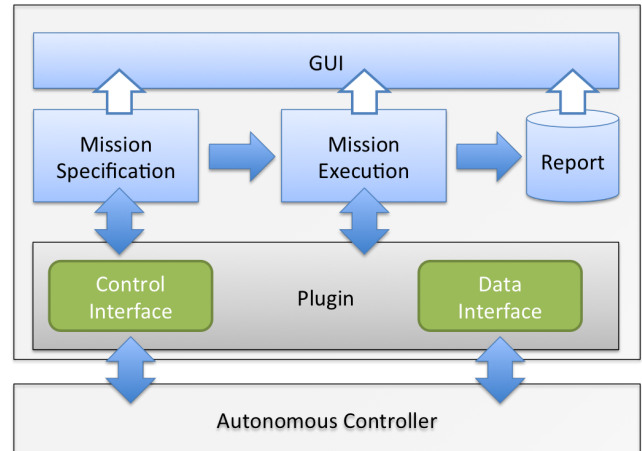 GUI
Mission
Specification
Mission
Execution
Report
Control
Interface
Plugin
Data
Interface
Autonomous Controller